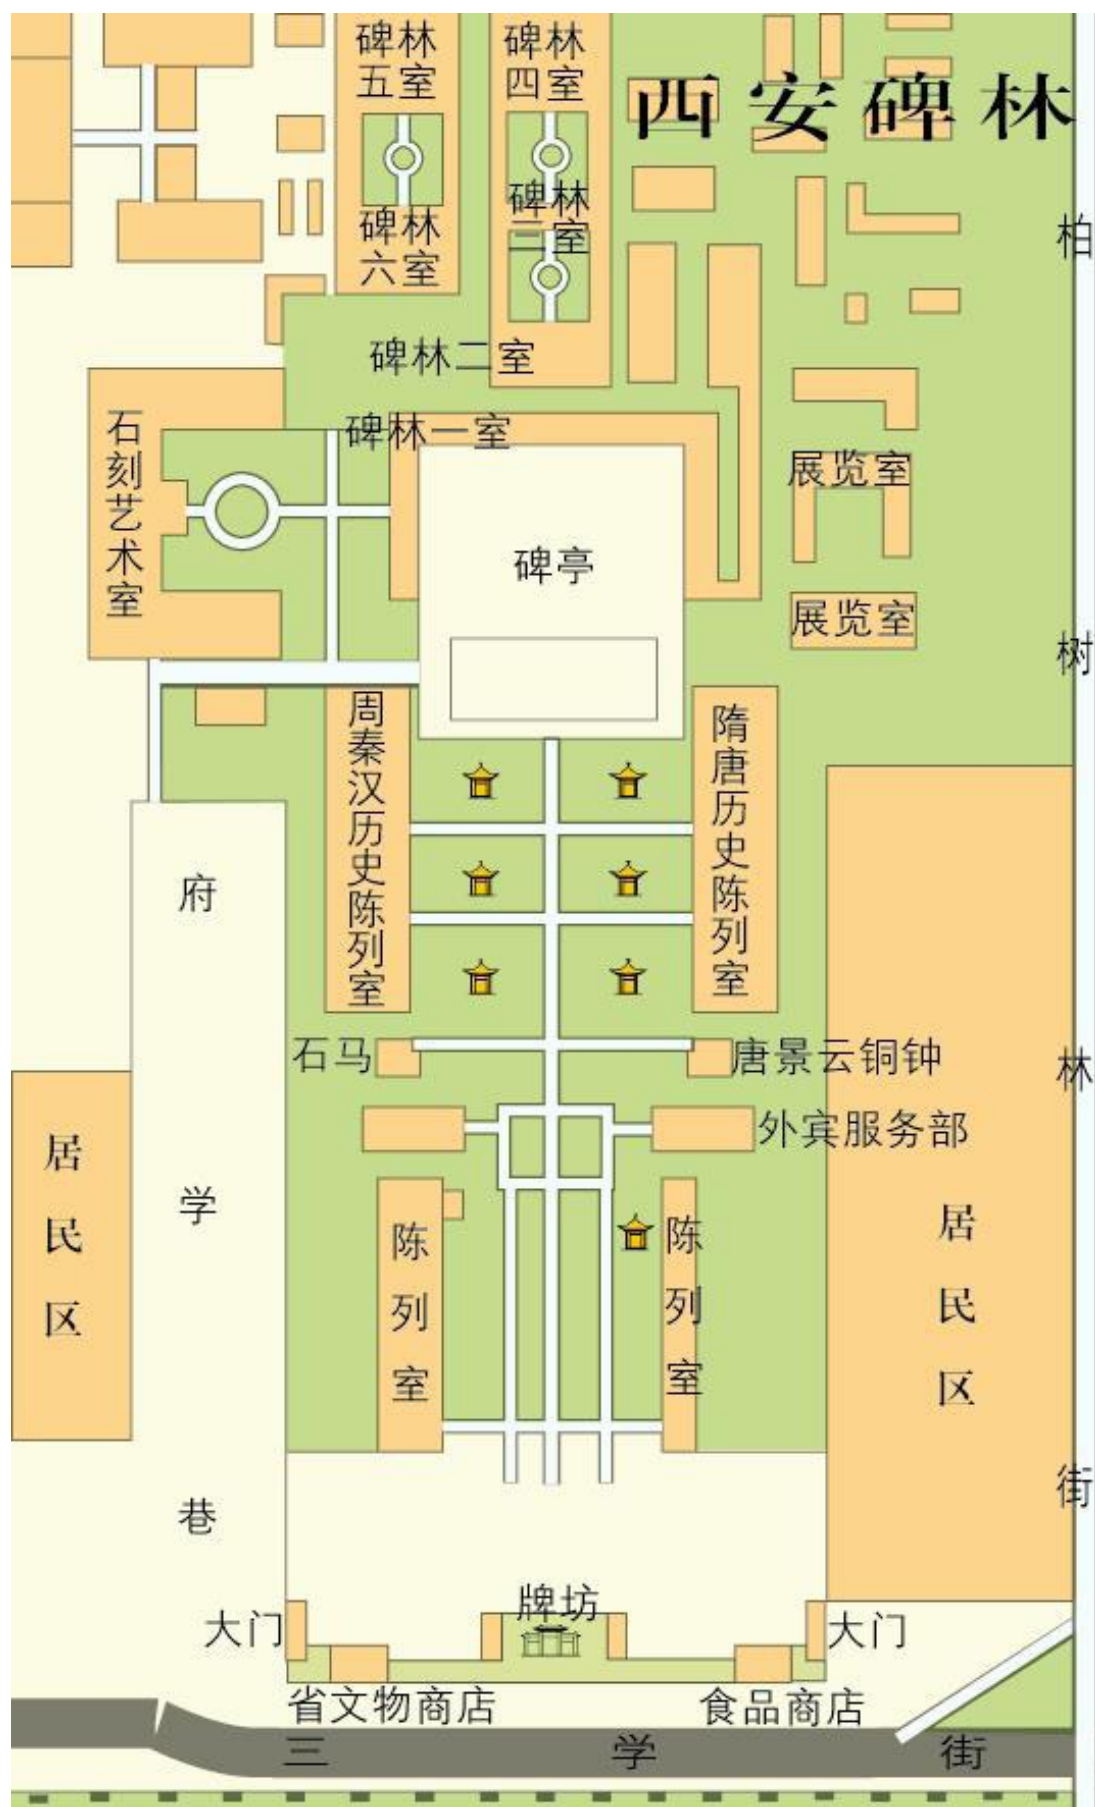 碑林
五室
碑林
四室
西安碑林
碑林
三室
碑林
六室
柏树林街
碑林二室
碑林一室
石刻艺术室
展览室
碑亭
展览室
周秦汉历史陈列室
隋唐历史陈列室
府学巷
石马
唐景云铜钟
外宾服务部
居民区
陈列室
陈列室
居民区
牌坊
大门
大门
省文物商店
食品商店
三学街